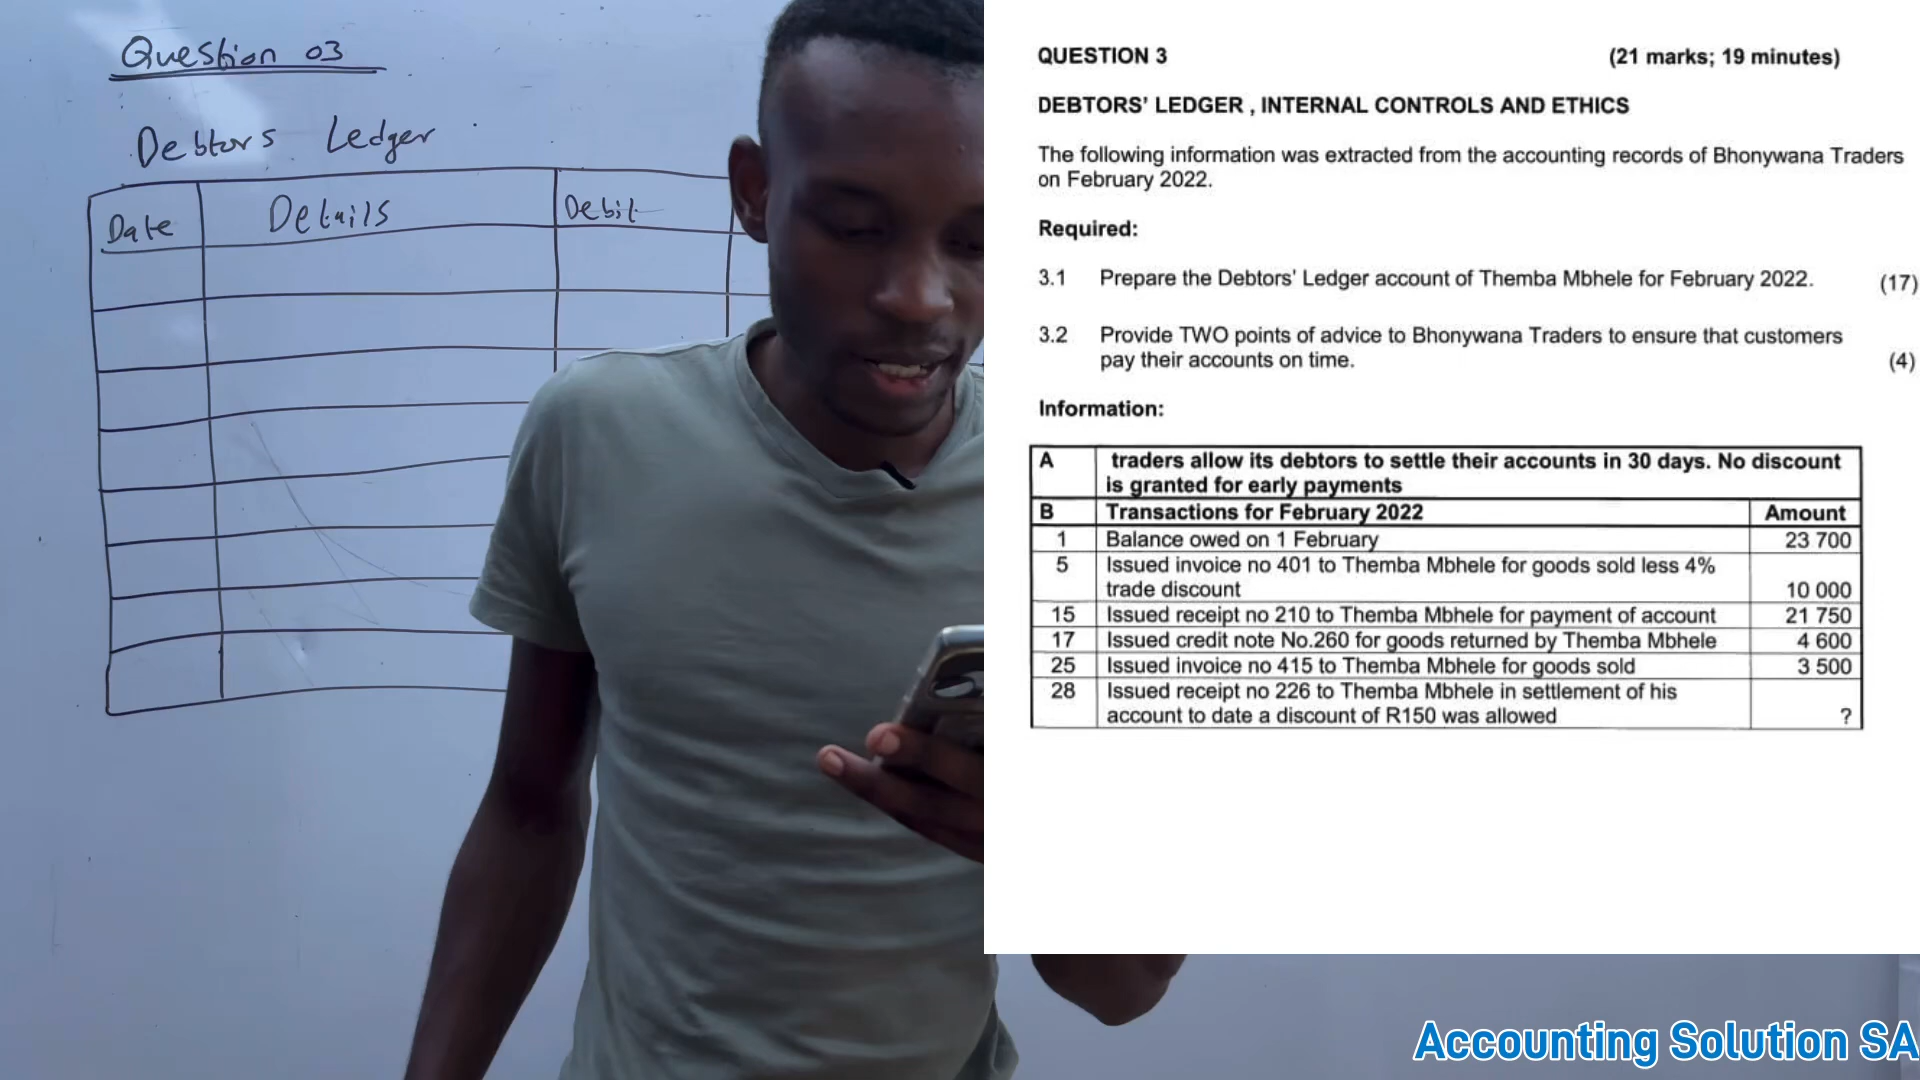 Question 03
Debtors Ledger
Date Details Debit
QUESTION 3 (21 marks; 19 minutes)
DEBTORS' LEDGER , INTERNAL CONTROLS AND ETHICS
The following information was extracted from the accounting records of Bhonywana Traders
on February 2022.
Required:
3.1 Prepare the Debtors' Ledger account of Themba Mbhele for February 2022. (17)
3.2 Provide TWO points of advice to Bhonywana Traders to ensure that customers
pay their accounts on time. (4)
Information:
A traders allow its debtors to settle their accounts in 30 days. No discount
is granted for early payments
B Transactions for February 2022 Amount
1 Balance owed on 1 February 23 700
5 Issued invoice no 401 to Themba Mbhele for goods sold less 4%
trade discount 10 000
15 Issued receipt no 210 to Themba Mbhele for payment of account 21 750
17 Issued credit note No.260 for goods returned by Themba Mbhele 4 600
25 Issued invoice no 415 to Themba Mbhele for goods sold 3 500
28 Issued receipt no 226 to Themba Mbhele in settlement of his
account to date a discount of R150 was allowed ?
Accounting Solution SA